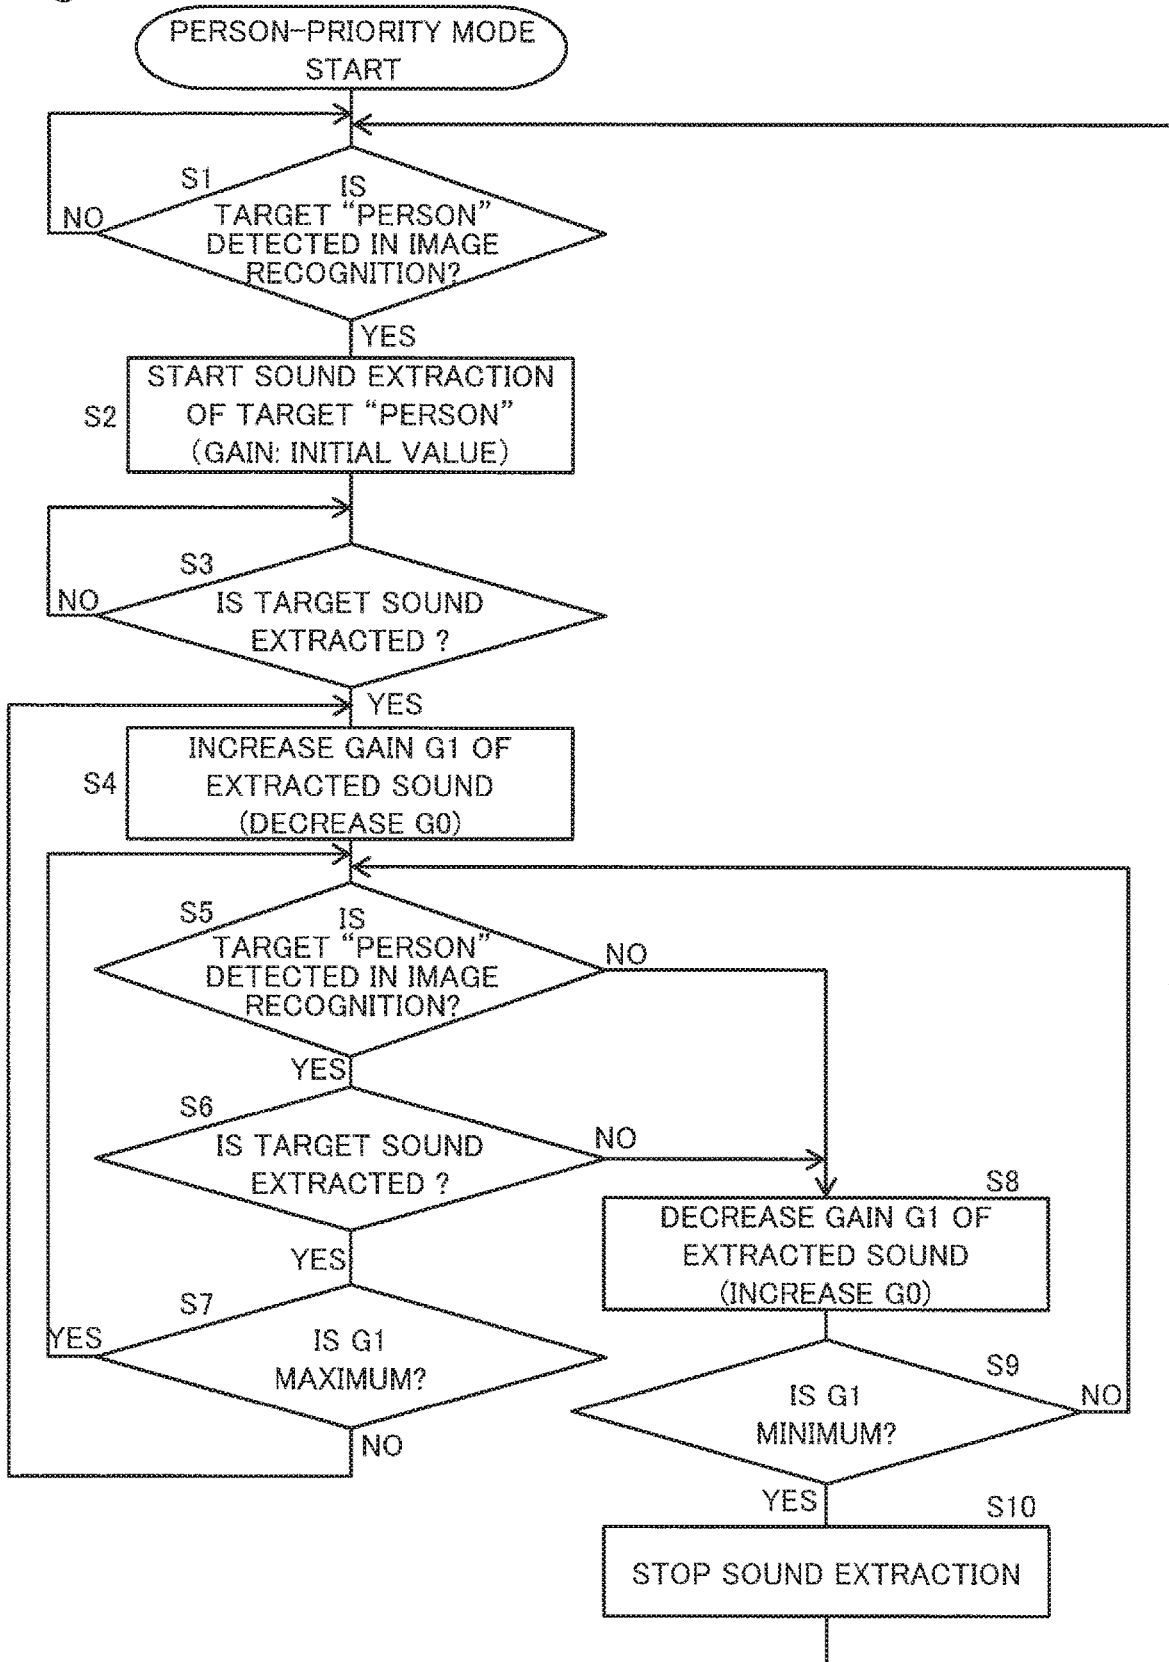 PERSON-PRIORITY MODE
START
S1
IS
TARGET “PERSON”
DETECTED IN IMAGE
RECOGNITION?
NO
YES
S2
START SOUND EXTRACTION
OF TARGET “PERSON”
(GAIN: INITIAL VALUE)
S3
IS TARGET SOUND
EXTRACTED ?
NO
YES
S4
INCREASE GAIN G1 OF
EXTRACTED SOUND
(DECREASE G0)
S5
IS
TARGET “PERSON”
DETECTED IN IMAGE
RECOGNITION?
NO
YES
S6
IS TARGET SOUND
EXTRACTED ?
NO
YES
S7
IS G1
MAXIMUM?
YES
NO
S8
DECREASE GAIN G1 OF
EXTRACTED SOUND
(INCREASE G0)
S9
IS G1
MINIMUM?
NO
YES
S10
STOP SOUND EXTRACTION